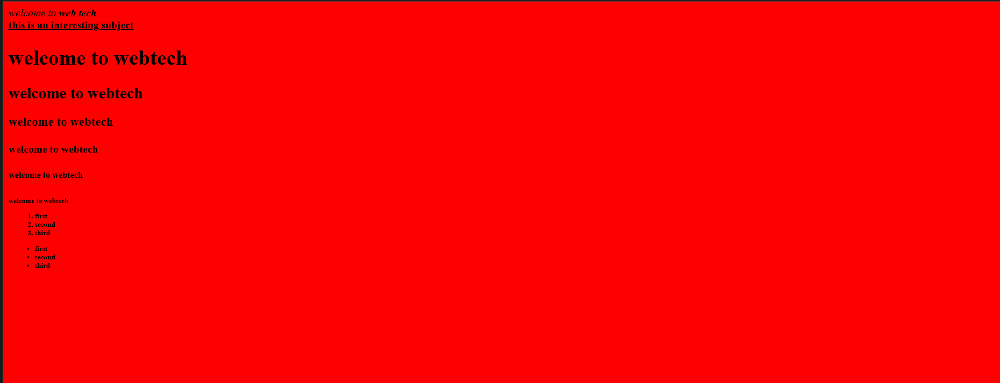 welcome to web tech
this is an interesting subject
welcome to webtech
welcome to webtech
welcome to webtech
welcome to webtech
welcome to webtech
welcome to webtech
1. first
2. second
3. third
• first
• second
• third